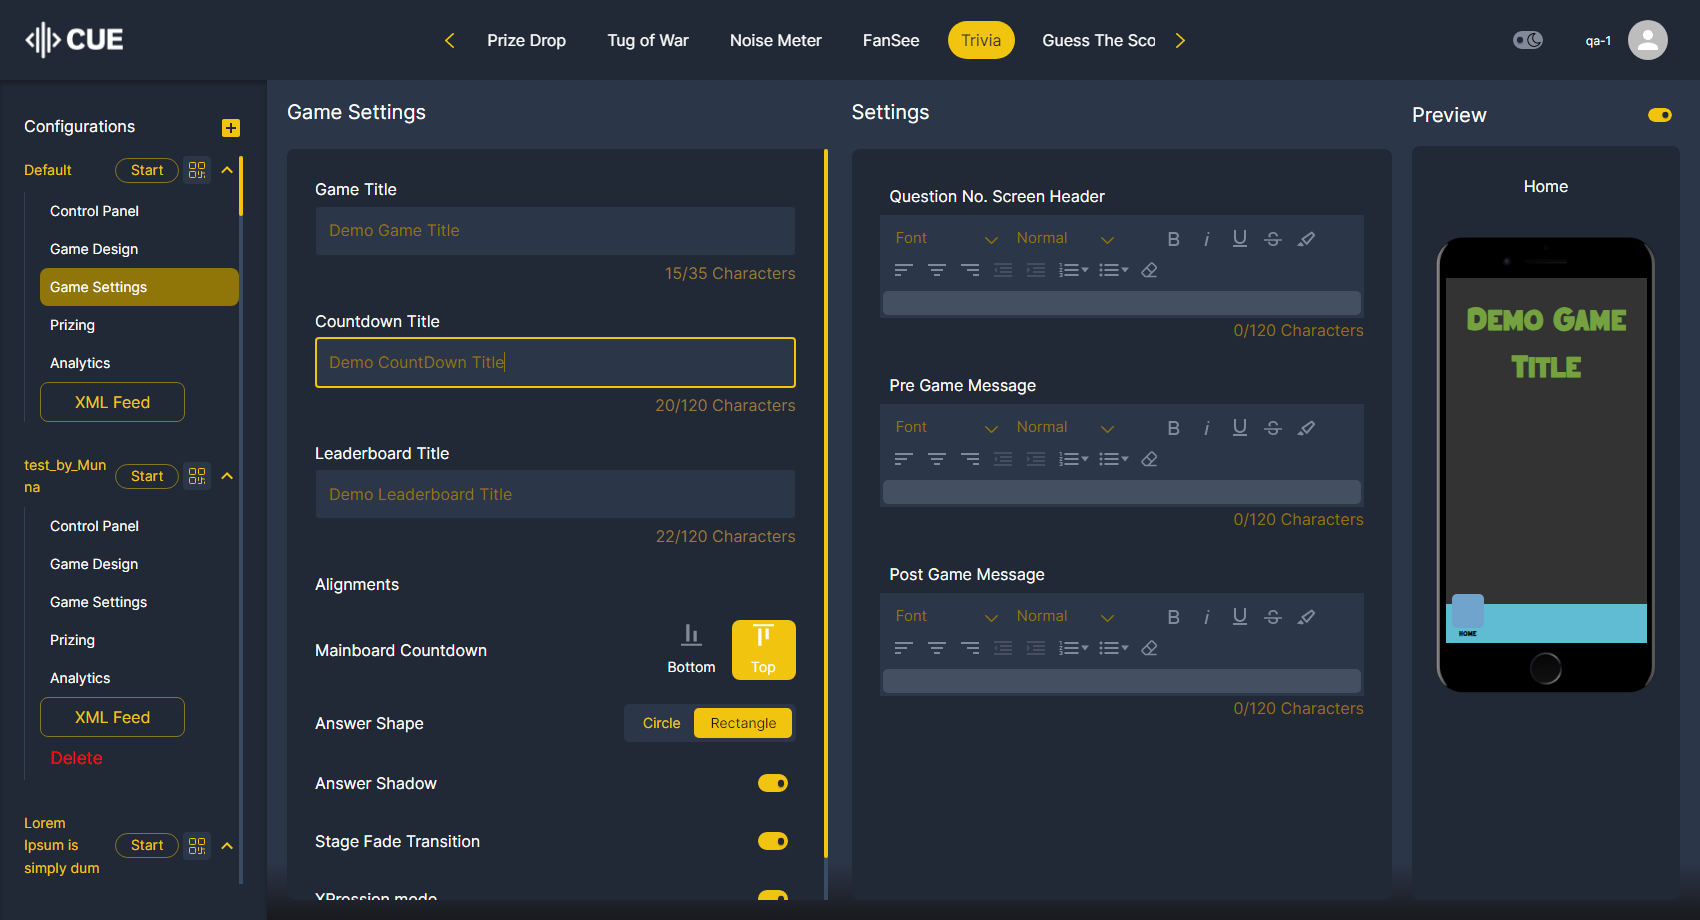 CUE
Prize Drop
Tug of War
Noise Meter
FanSee
Trivia
Guess The Sco
qa-1
Configurations
Default
Start
Control Panel
Game Design
Game Settings
Prizing
Analytics
XML Feed
test_by_Mun
na
Start
Control Panel
Game Design
Game Settings
Prizing
Analytics
XML Feed
Delete
Lorem
Ipsum is
simply dum
Start
Game Settings
Game Title
Demo Game Title
15/35 Characters
Countdown Title
Demo CountDown Title
20/120 Characters
Leaderboard Title
Demo Leaderboard Title
22/120 Characters
Alignments
Mainboard Countdown
Bottom
Top
Answer Shape
Circle
Rectangle
Answer Shadow
Stage Fade Transition
XPression mode
Settings
Question No. Screen Header
Font
Normal
0/120 Characters
Pre Game Message
Font
Normal
0/120 Characters
Post Game Message
Font
Normal
0/120 Characters
Preview
Home
Demo Game
Title
HOME